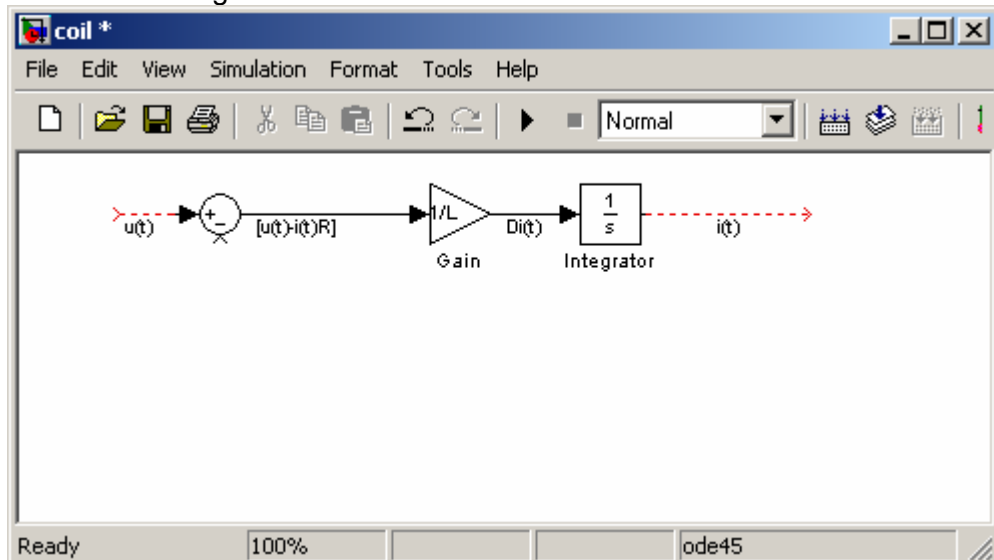 coil *
File Edit View Simulation Format Tools Help
Normal
u(t)
+
-
[u(t)-i(t)R]
1/L
Gain
Di(t)
1
s
Integrator
i(t)
Ready 100% ode45